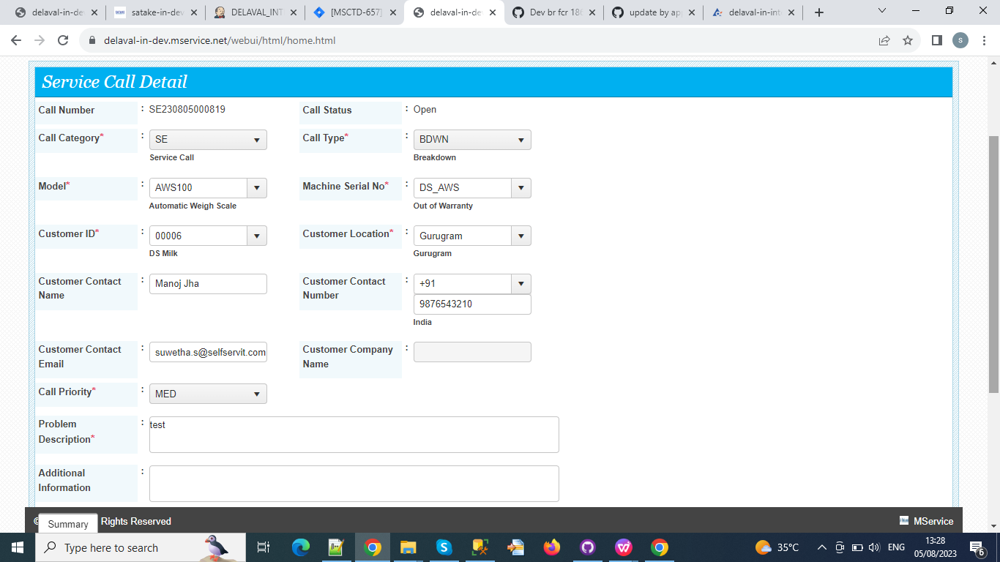 delaval-in-de
satake-in-dev
DELAVAL_INT
[MSCTD-657]
delaval-in-de
Dev br fcr 180
update by ap
delaval-in-int
delaval-in-dev.mservice.net/webui/html/home.html
S
Service Call Detail
Call Number : SE230805000819 Call Status : Open
Call Category* : SE Call Type* : BDWN
Service Call Breakdown
Model* : AWS100 Machine Serial No* : DS_AWS
Automatic Weigh Scale Out of Warranty
Customer ID* : 00006 Customer Location* : Gurugram
DS Milk Gurugram
Customer Contact : Manoj Jha Customer Contact : +91
Name Number 9876543210
India
Customer Contact : suwetha.s@selfservit.com Customer Company :
Email Name
Call Priority* : MED
Problem : test
Description*
Additional :
Information
© Rights Reserved MService
Summary
Type here to search
35°C ENG 13:28
05/08/2023
6